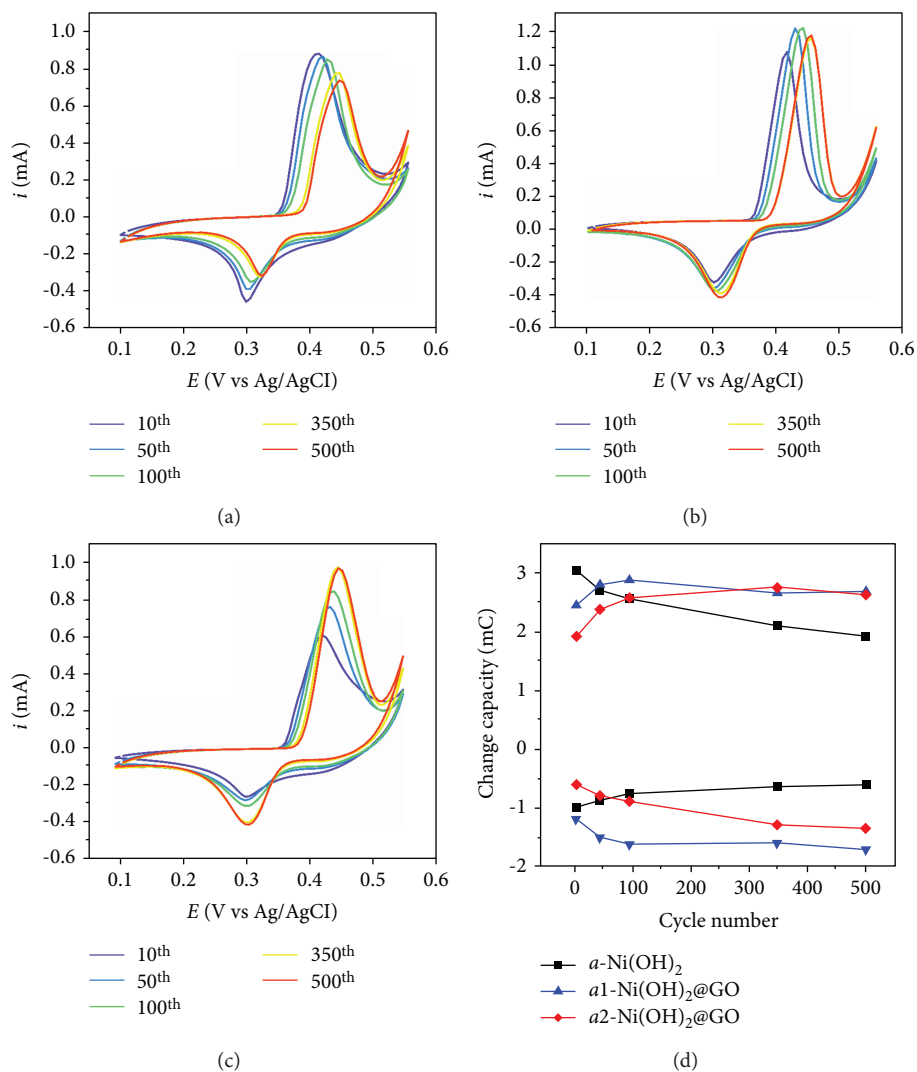 1.0
0.8
0.6
0.4
0.2
0.0
-0.2
-0.4
-0.6
i (mA)
0.1 0.2 0.3 0.4 0.5 0.6
E (V vs Ag/AgCI)
10th 350th
50th 500th
100th
(a)
1.2
1.0
0.8
0.6
0.4
0.2
0.0
-0.2
-0.4
-0.6
i (mA)
0.1 0.2 0.3 0.4 0.5 0.6
E (V vs Ag/AgCI)
10th 350th
50th 500th
100th
(b)
1.0
0.8
0.6
0.4
0.2
0.0
-0.2
-0.4
-0.6
i (mA)
0.1 0.2 0.3 0.4 0.5 0.6
E (V vs Ag/AgCI)
10th 350th
50th 500th
100th
(c)
3
2
1
0
-1
-2
Change capacity (mC)
0 100 200 300 400 500
Cycle number
a-Ni(OH)2
a1-Ni(OH)2@GO
a2-Ni(OH)2@GO
(d)